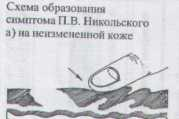 Схема образования
симптома П.В. Никольского
а) на неизмененной коже